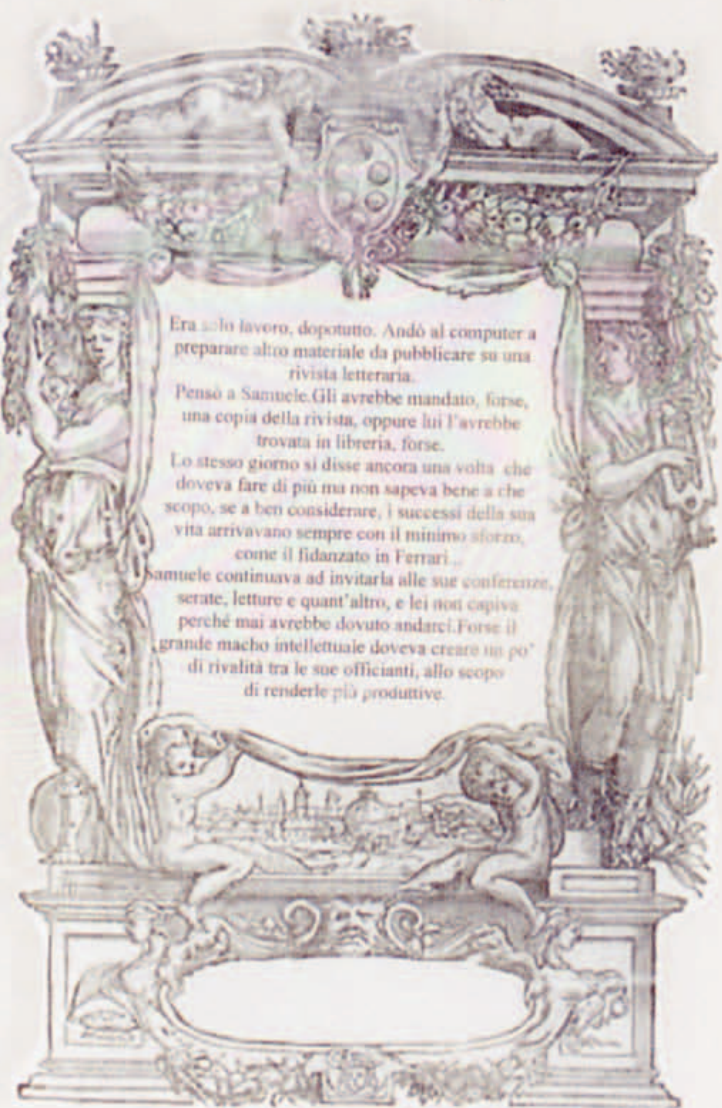 Era solo lavoro, dopotutto. Andò al computer a
preparare altro materiale da pubblicare su una
rivista letteraria.
Pensò a Samuele.Gli avrebbe mandato, forse,
una copia della rivista, oppure lui l'avrebbe
trovata in libreria, forse.
Lo stesso giorno si disse ancora una volta che
doveva fare di più ma non sapeva bene a che
scopo, se a ben considerare, i successi della sua
vita arrivavano sempre con il minimo sforzo,
come il fidanzato in Ferrari...
Samuele continuava ad invitarla alle sue conferenze,
serate, letture e quant'altro, e lei non capiva
perché mai avrebbe dovuto andarci.Forse il
grande macho intellettuale doveva creare un po'
di rivalità tra le sue officianti, allo scopo
di renderle più produttive.